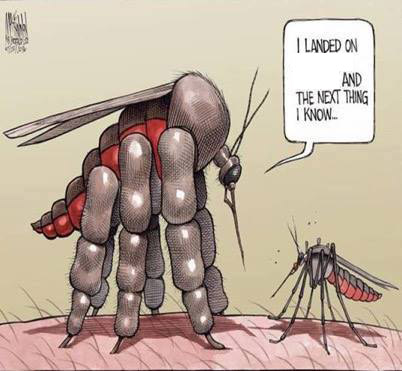 I LANDED ON
AND
THE NEXT THING
I KNOW...